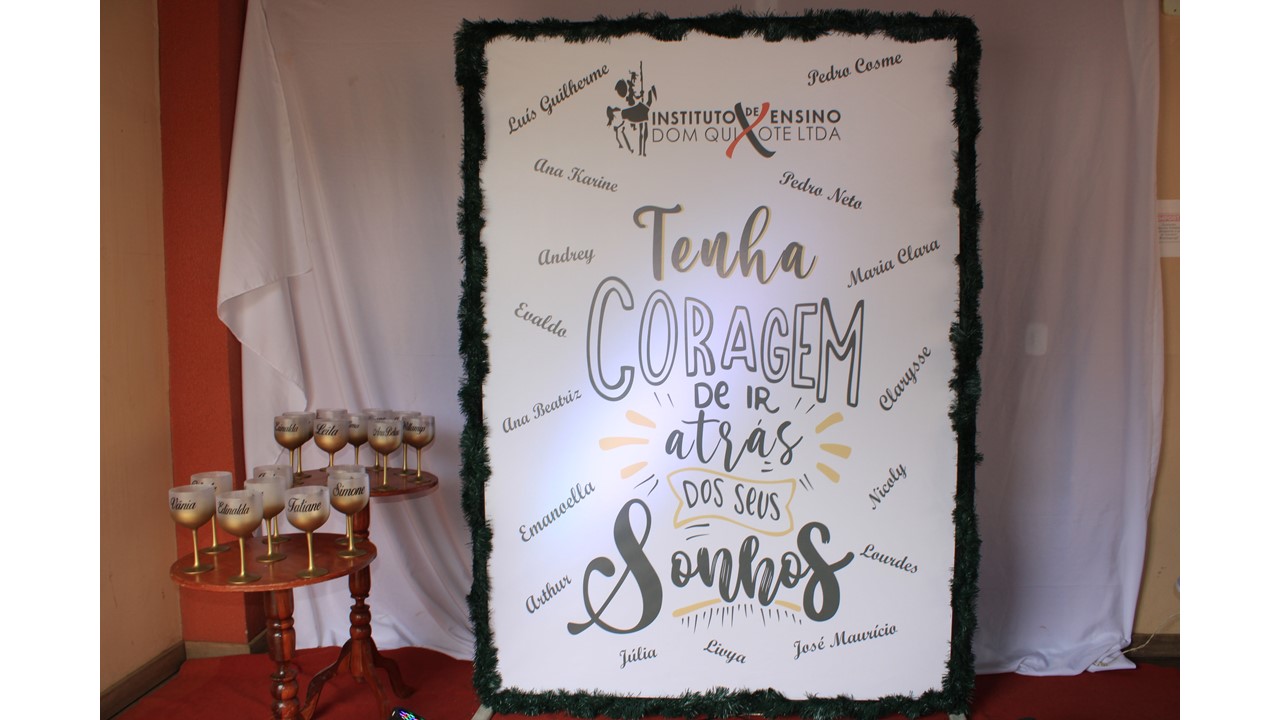 Luís Guilherme
Pedro Cosme
INSTITUTO DE ENSINO
DOM QUIXOTE LTDA
Ana Karine
Pedro Neto
Tenha
Andrey
Maria Clara
CORAGEM
Evaldo
DE IR
Clarysse
Ana Beatriz
atrás
DOS SEUS
Nicoly
Emanoella
Sonhos
Lourdes
Arthur
Júlia
Livya
José Maurício
Leila
Vânia
Edinalda
Tatiane
Simone